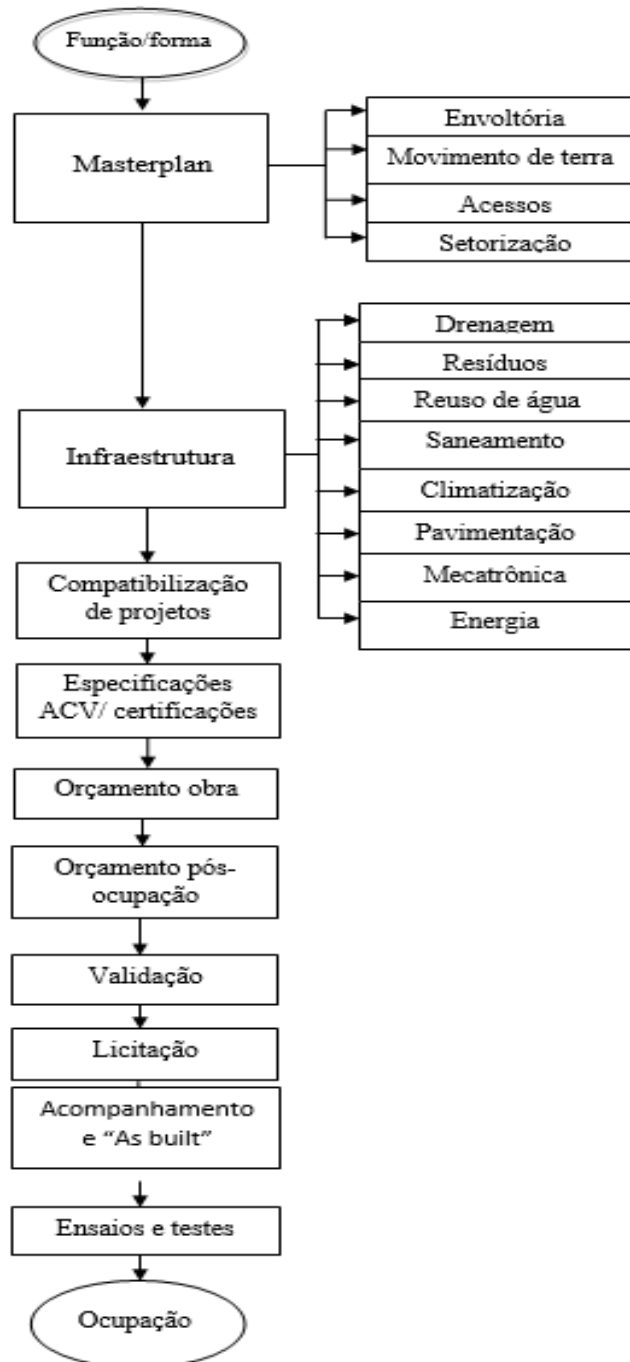 Função/forma
Masterplan
Envoltória
Movimento de terra
Acessos
Setorização
Infraestrutura
Drenagem
Resíduos
Reuso de água
Saneamento
Climatização
Pavimentação
Mecatrônica
Energia
Compatibilização
de projetos
Especificações
ACV/ certificações
Orçamento obra
Orçamento pós-
ocupação
Validação
Licitação
Acompanhamento
e “As built”
Ensaios e testes
Ocupação